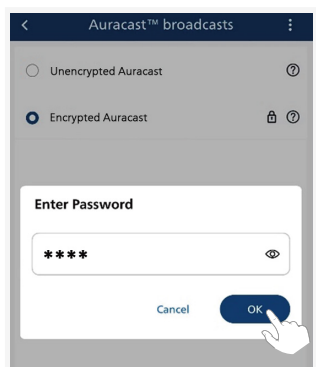 Auracast™ broadcasts
Unencrypted Auracast
Encrypted Auracast
Enter Password
****
Cancel OK